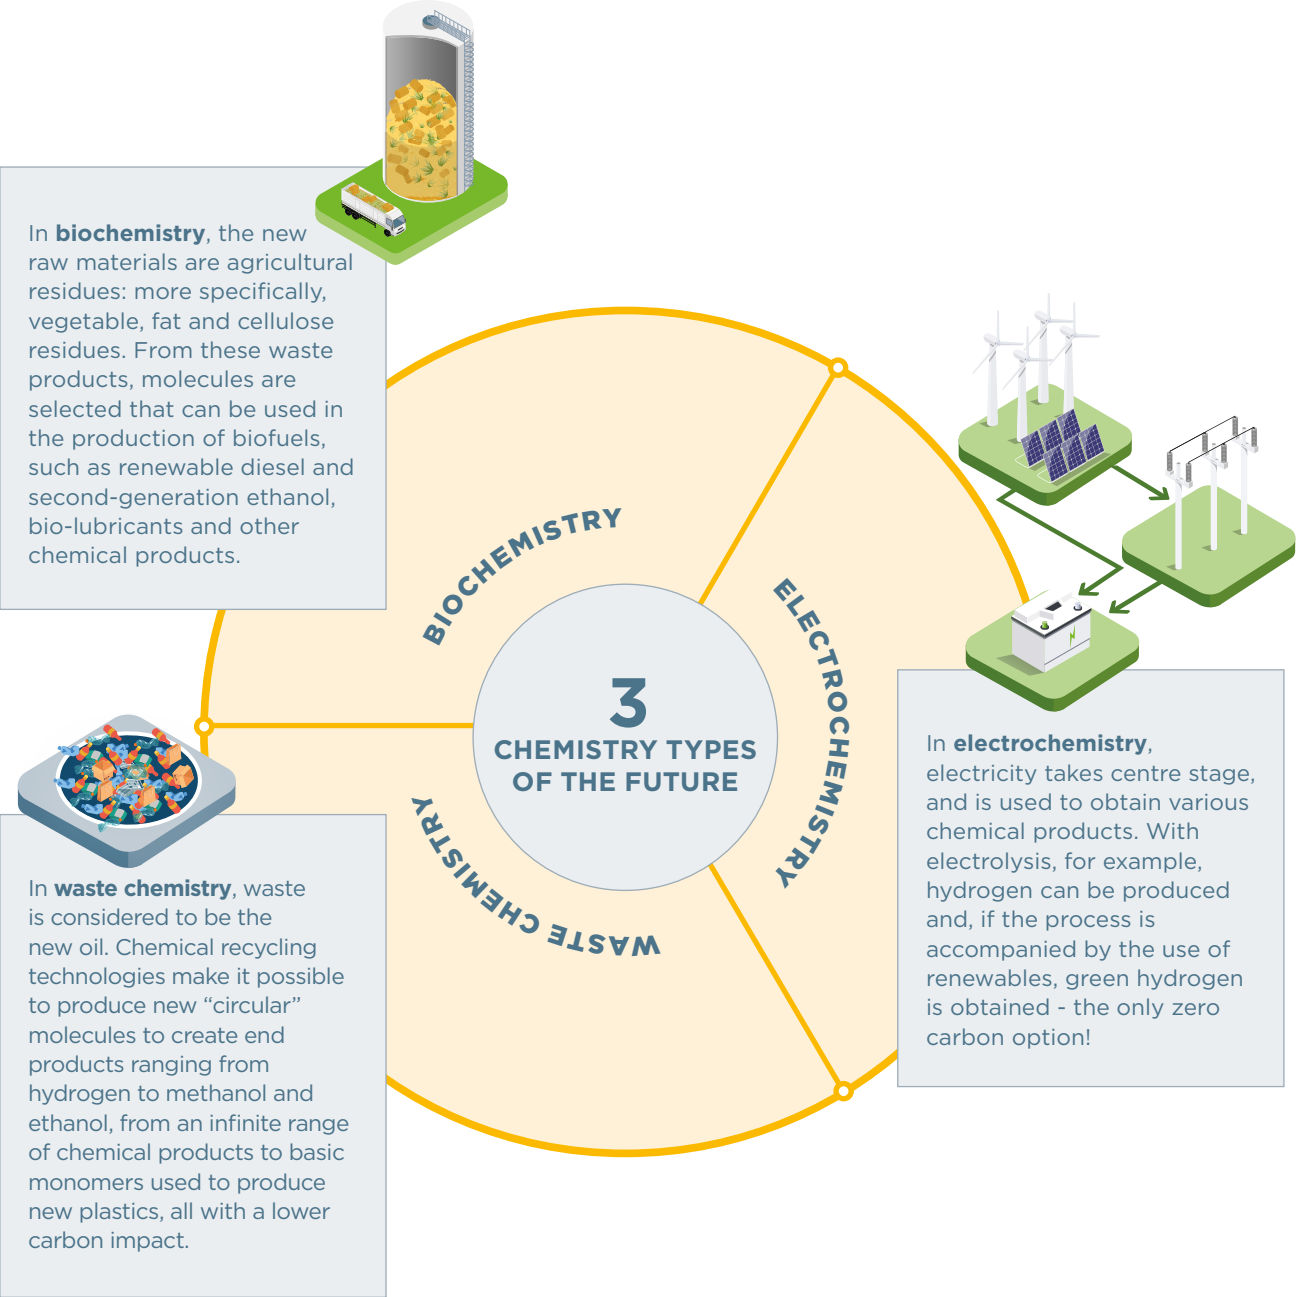 In biochemistry, the new
raw materials are agricultural
residues: more specifically,
vegetable, fat and cellulose
residues. From these waste
products, molecules are
selected that can be used in
the production of biofuels,
such as renewable diesel and
second-generation ethanol,
bio-lubricants and other
chemical products.
BIOCHEMISTRY
ELECTROCHEMISTRY
WASTE CHEMISTRY
3
CHEMISTRY TYPES
OF THE FUTURE
In electrochemistry,
electricity takes centre stage,
and is used to obtain various
chemical products. With
electrolysis, for example,
hydrogen can be produced
and, if the process is
accompanied by the use of
renewables, green hydrogen
is obtained - the only zero
carbon option!
In waste chemistry, waste
is considered to be the
new oil. Chemical recycling
technologies make it possible
to produce new “circular”
molecules to create end
products ranging from
hydrogen to methanol and
ethanol, from an infinite range
of chemical products to basic
monomers used to produce
new plastics, all with a lower
carbon impact.